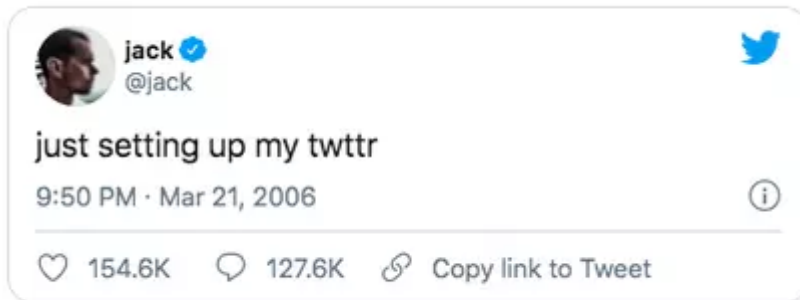 jack
@jack
just setting up my twttr
9:50 PM · Mar 21, 2006
154.6K 127.6K Copy link to Tweet